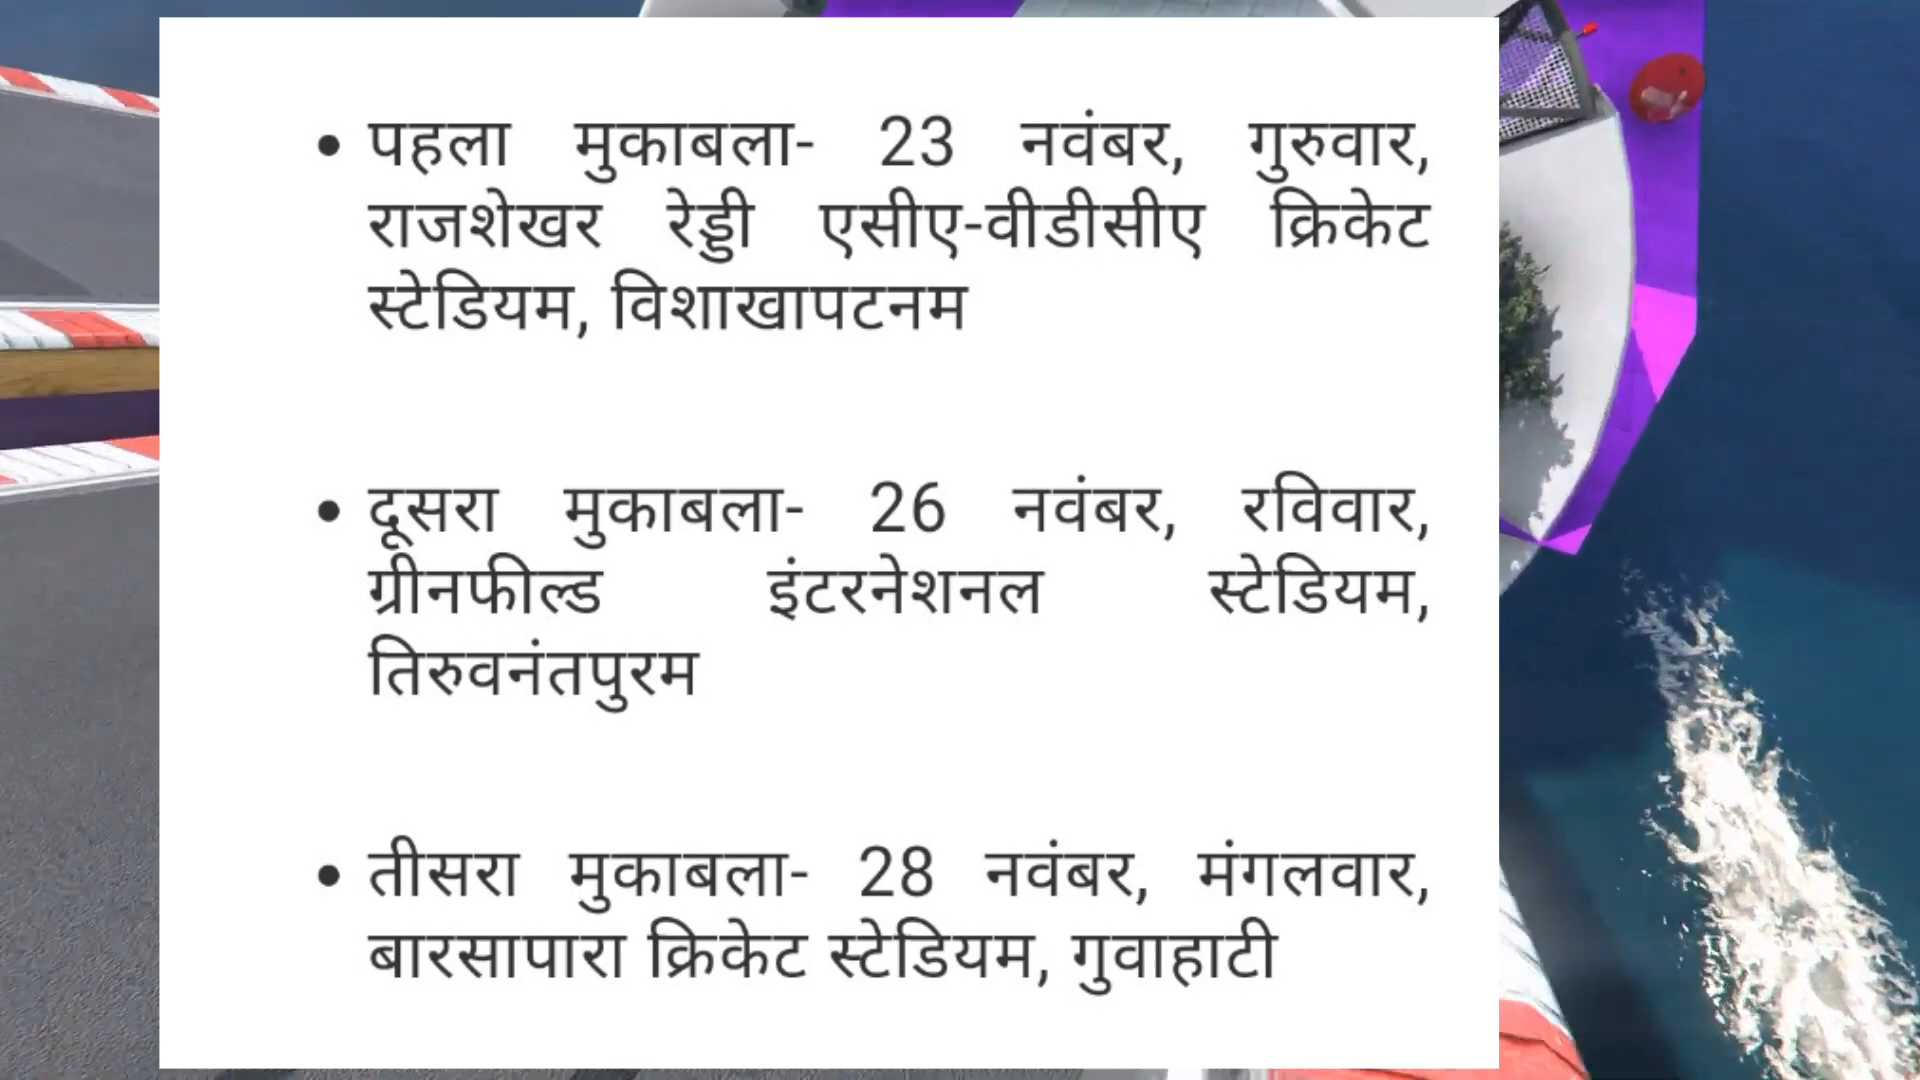 • पहला मुकाबला- 23 नवंबर, गुरुवार,
राजशेखर रेड्डी एसीए-वीडीसीए क्रिकेट
स्टेडियम, विशाखापटनम
• दूसरा मुकाबला- 26 नवंबर, रविवार,
ग्रीनफील्ड इंटरनेशनल स्टेडियम,
तिरुवनंतपुरम
• तीसरा मुकाबला- 28 नवंबर, मंगलवार,
बारसापारा क्रिकेट स्टेडियम, गुवाहाटी